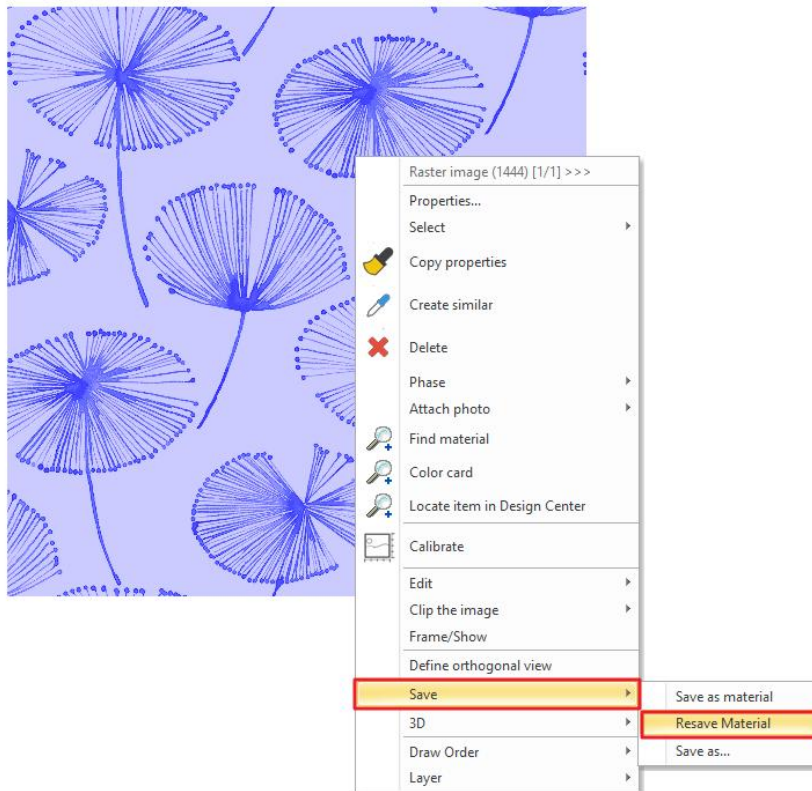 Raster image (1444) [1/1] >>>
Properties...
Select
Copy properties
Create similar
Delete
Phase
Attach photo
Find material
Color card
Locate item in Design Center
Calibrate
Edit
Clip the image
Frame/Show
Define orthogonal view
Save
3D
Draw Order
Layer
Save as material
Resave Material
Save as...